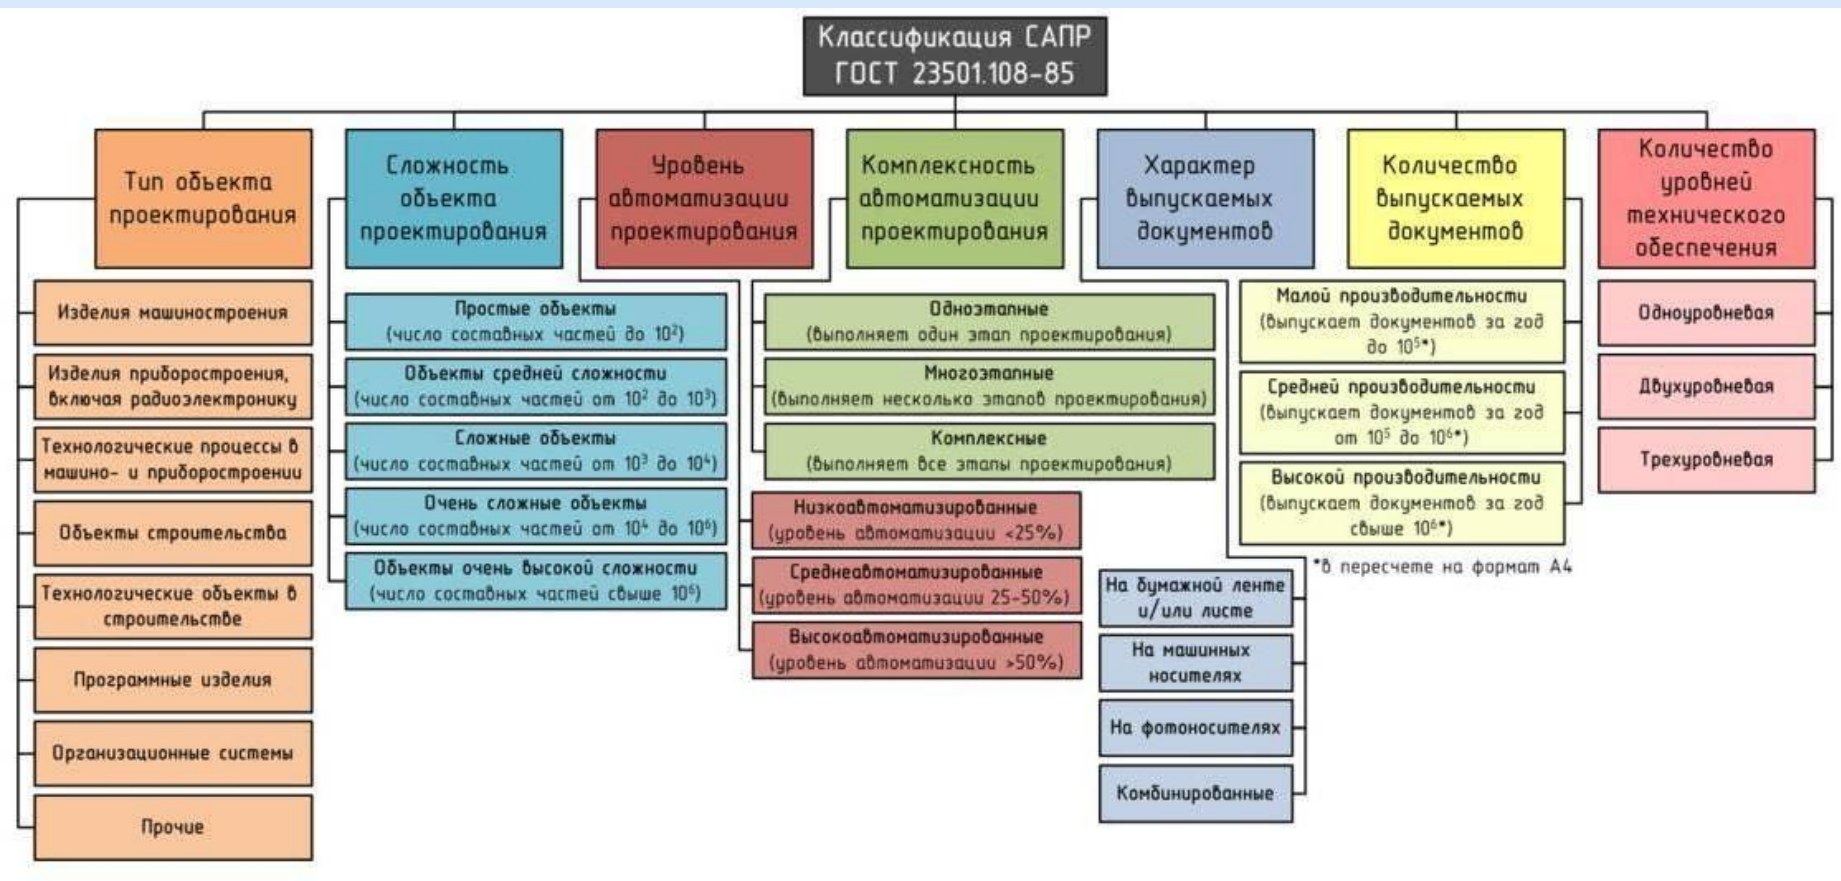 Классификация САПР
ГОСТ 23501.108-85
Тип объекта
проектирования
Изделия машиностроения
Изделия приборостроения,
включая радиоэлектронику
Технологические процессы в
машино- и приборостроении
Объекты строительства
Технологические объекты в
строительстве
Программные изделия
Организационные системы
Прочие
Сложность
объекта
проектирования
Простые объекты
(число составных частей до 10²)
Объекты средней сложности
(число составных частей от 10² до 10³)
Сложные объекты
(число составных частей от 10³ до 10⁴)
Очень сложные объекты
(число составных частей от 10⁴ до 10⁶)
Объекты очень высокой сложности
(число составных частей свыше 10⁶)
Уровень
автоматизации
проектирования
Низкоавтоматизированные
(уровень автоматизации <25%)
Среднеавтоматизированные
(уровень автоматизации 25-50%)
Высокоавтоматизированные
(уровень автоматизации >50%)
Комплексность
автоматизации
проектирования
Одноэтапные
(выполняет один этап проектирования)
Многоэтапные
(выполняет несколько этапов проектирования)
Комплексные
(выполняет все этапы проектирования)
Характер
выпускаемых
документов
На бумажной ленте
и/или листе
На машинных
носителях
На фотоносителях
Комбинированные
Количество
выпускаемых
документов
Малой производительности
(выпускает документов за год
до 10⁵*)
Средней производительности
(выпускает документов за год
от 10⁵ до 10⁶*)
Высокой производительности
(выпускает документов за год
свыше 10⁶*)
*в пересчете на формат А4
Количество
уровней
технического
обеспечения
Одноуровневая
Двухуровневая
Трехуровневая